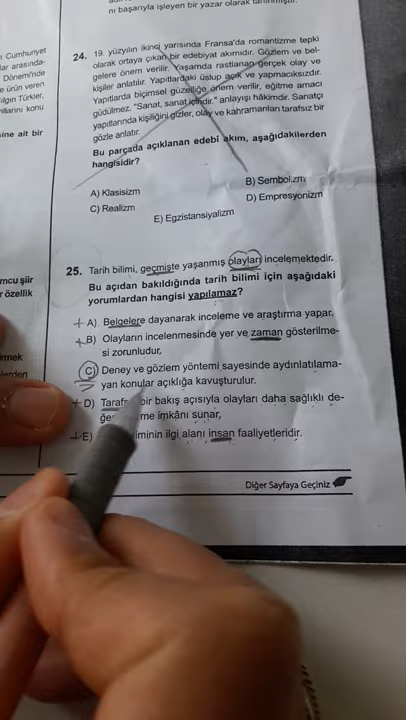 nı başarıyla işleyen bir yazar olarak
Cumhuriyet
lar arasında-
Dönemi'nde
e ürün veren
ılgın Türkler,
nllarını konu
sine ait bir
mcu şiir
r özellik
24. 19. yüzyılın ikinci yarısında Fransa'da romantizme tepki
olarak ortaya çıkan bir edebiyat akımıdır. Gözlem ve bel-
gelere önem verilir. Yaşamda rastlanan gerçek olay ve
kişiler anlatılır. Yapıtlardaki üslup açık ve yapmacıksızdır.
Yapıtlarda biçimsel güzelliğe önem verilir, eğitme amacı
güdülmez. "Sanat, sanat içindir." anlayışı hâkimdir. Sanatçı
yapıtlarında kişiliğini gizler, olay ve kahramanları tarafsız bir
gözle anlatır.
Bu parçada açıklanan edebî akım, aşağıdakilerden
hangisidir?
A) Klasisizm
B) Sembolizm
C) Realizm
D) Empresyonizm
E) Egzistansiyalizm
25. Tarih bilimi, geçmişte yaşanmış olayları incelemektedir.
Bu açıdan bakıldığında tarih bilimi için aşağıdaki
yorumlardan hangisi yapılamaz?
A) Belgelere dayanarak inceleme ve araştırma yapar.
B) Olayların incelenmesinde yer ve zaman gösterilme-
si zorunludur.
C) Deney ve gözlem yöntemi sayesinde aydınlatılama-
yan konular açıklığa kavuşturulur.
D) bir bakış açısıyla olayları daha sağlıklı de-
me imkânı sunar,
E) iminin ilgi alanı insan faaliyetleridir.
Diğer Sayfaya Geçiniz